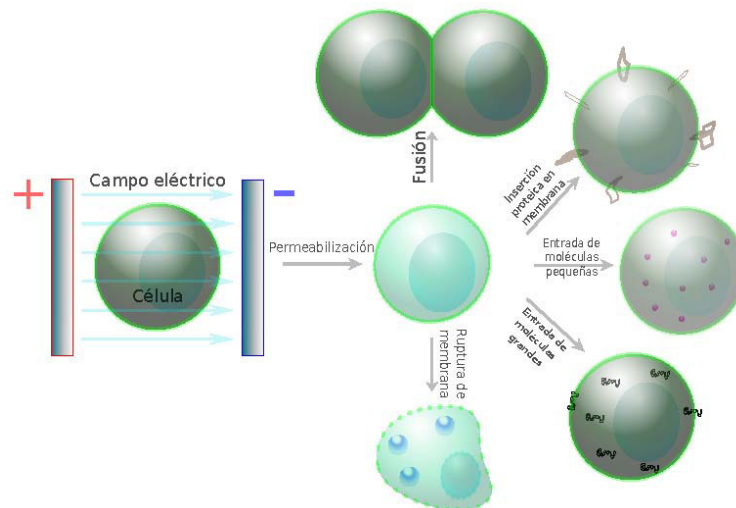 +
Campo eléctrico
−
Célula
Permeabilización
Fusión
Inserción
proteica en
membrana
Entrada de
moléculas
pequeñas
Entrada de
moléculas
grandes
Ruptura de
membrana